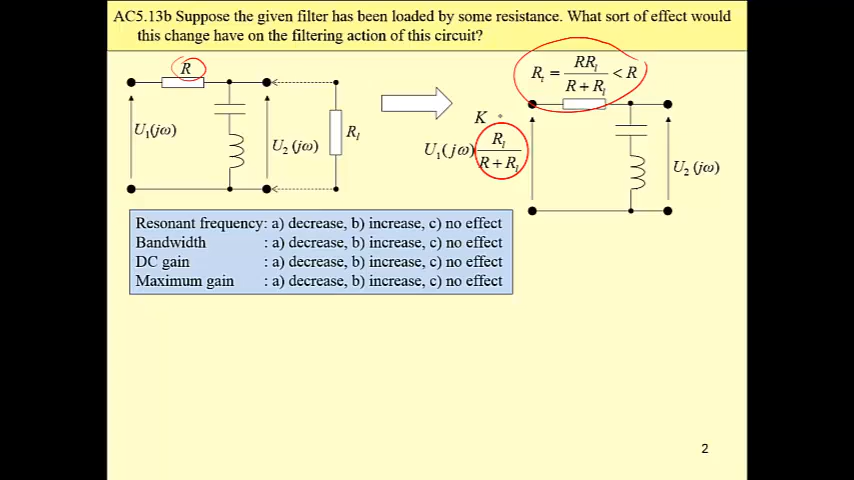 AC5.13b Suppose the given filter has been loaded by some resistance. What sort of effect would
this change have on the filtering action of this circuit?
R
U₁(jω)
U₂ (jω)
Rₗ
Rᵢ = RRₗ / (R + Rₗ) < R
K
U₁( jω) Rₗ / (R + Rₗ)
U₂ (jω)
Resonant frequency: a) decrease, b) increase, c) no effect
Bandwidth : a) decrease, b) increase, c) no effect
DC gain : a) decrease, b) increase, c) no effect
Maximum gain : a) decrease, b) increase, c) no effect
2